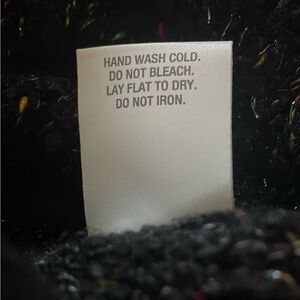 HAND WASH COLD.
DO NOT BLEACH.
LAY FLAT TO DRY.
DO NOT IRON.